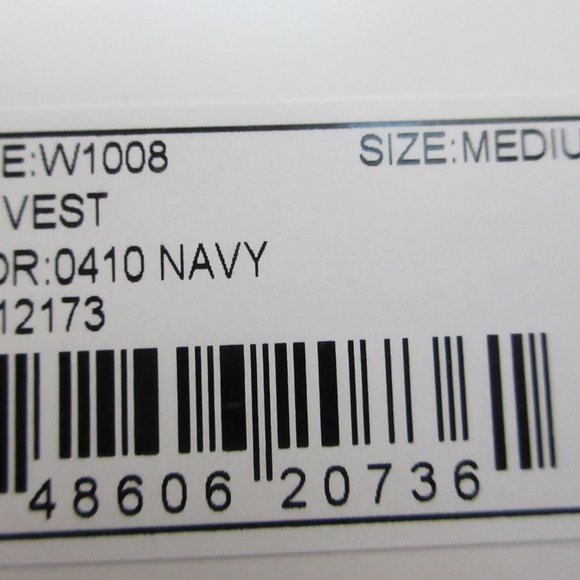 E:W1008 SIZE:MEDIU
VEST
OR:0410 NAVY
12173
48606 20736